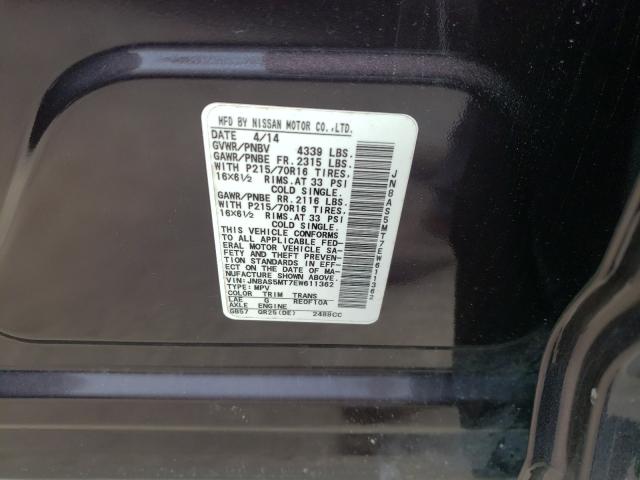 MFD BY NISSAN MOTOR CO.,LTD.
DATE 4/14
GVWR/PNBV 4339 LBS.
GAWR/PNBE FR. 2315 LBS.
WITH P215/70R16 TIRES,
16X6½ RIMS.AT 33 PSI
COLD SINGLE.
GAWR/PNBE RR. 2116 LBS.
WITH P215/70R16 TIRES,
16X6½ RIMS.AT 33 PSI
COLD SINGLE.
THIS VEHICLE CONFORMS
TO ALL APPLICABLE FED-
ERAL MOTOR VEHICLE SA-
FETY AND THEFT PREVEN-
TION STANDARDS IN EFF-
ECT ON THE DATE OF MA-
NUFACTURE SHOWN ABOVE.
VIN:JN8AS5MT7EW611362
TYPE: MPV
COLOR TRIM TRANS
LAE G RE0F10A
AXLE ENGINE
GB57 QR25(DE) 2488CC
JN8AS5MT7EW611362